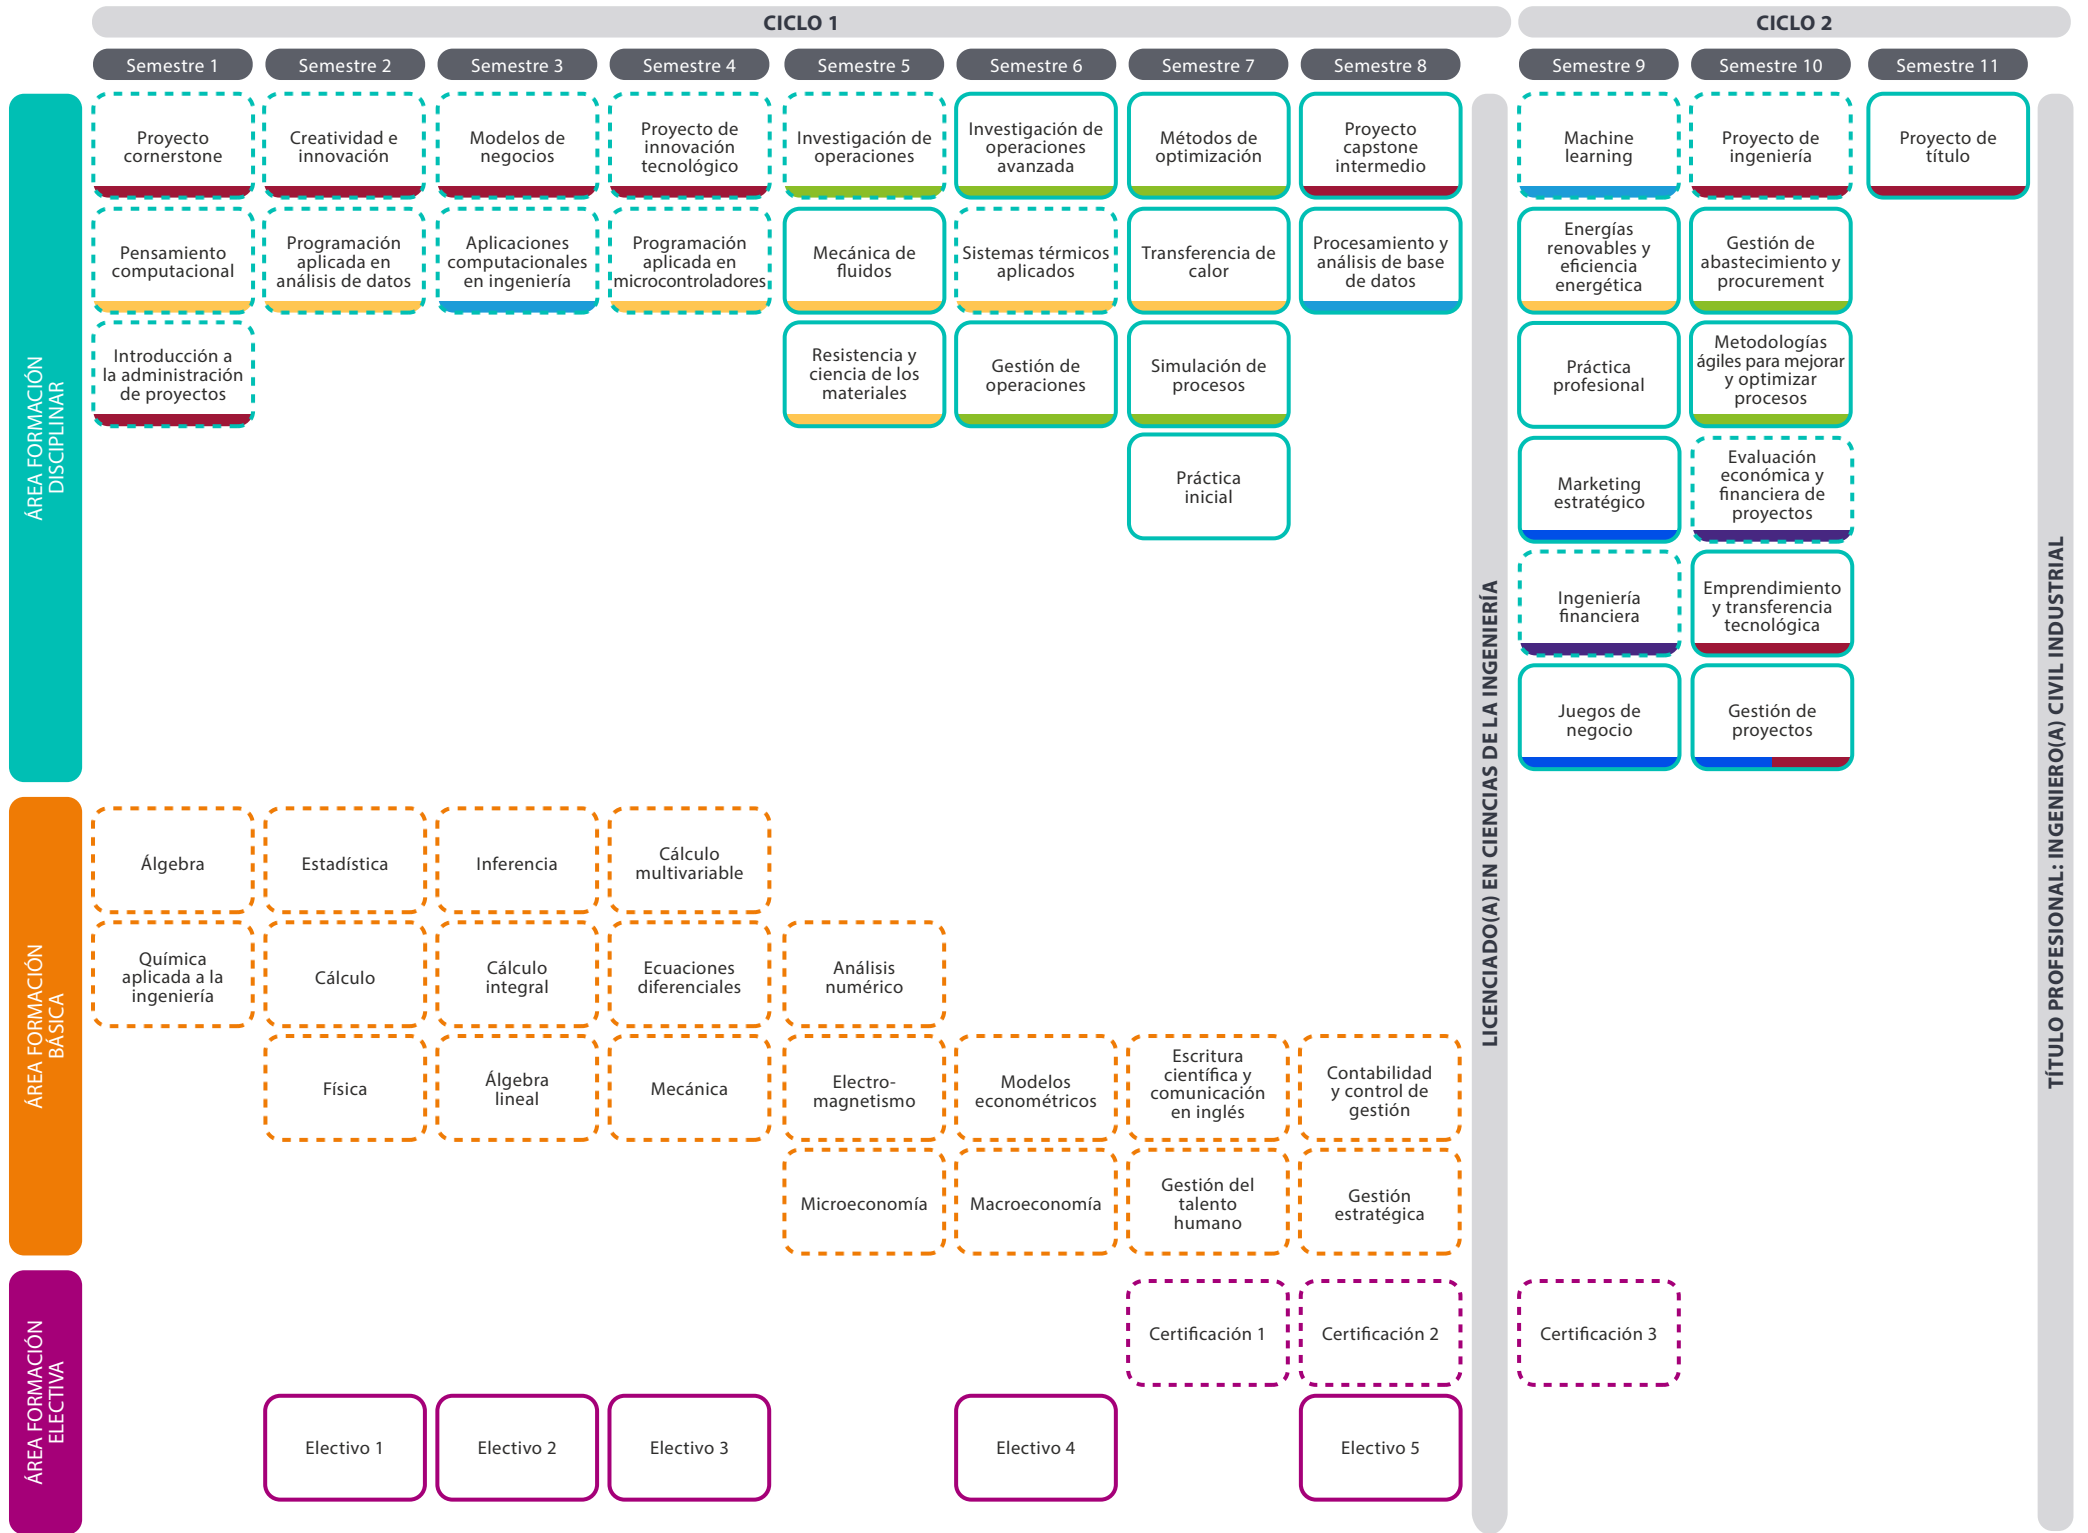 CICLO 1
CICLO 2
Semestre 1
Semestre 2
Semestre 3
Semestre 4
Semestre 5
Semestre 6
Semestre 7
Semestre 8
Semestre 9
Semestre 10
Semestre 11
ÁREA FORMACIÓN
DISCIPLINAR
Proyecto
cornerstone
Creatividad e
innovación
Modelos de
negocios
Proyecto de
innovación
tecnológico
Investigación de
operaciones
Investigación de
operaciones
avanzada
Métodos de
optimización
Proyecto
capstone
intermedio
Machine
learning
Proyecto de
ingeniería
Proyecto de
título
Pensamiento
computacional
Programación
aplicada en
análisis de datos
Aplicaciones
computacionales
en ingeniería
Programación
aplicada en
microcontroladores
Mecánica de
fluidos
Sistemas térmicos
aplicados
Transferencia de
calor
Procesamiento y
análisis de base
de datos
Energías
renovables y
eficiencia
energética
Gestión de
abastecimiento y
procurement
Introducción a
la administración
de proyectos
Resistencia y
ciencia de los
materiales
Gestión de
operaciones
Simulación de
procesos
Práctica
profesional
Metodologías
ágiles para mejorar
y optimizar
procesos
Práctica
inicial
Marketing
estratégico
Evaluación
económica y
financiera de
proyectos
Ingeniería
financiera
Emprendimiento
y transferencia
tecnológica
Juegos de
negocio
Gestión de
proyectos
LICENCIADO(A) EN CIENCIAS DE LA INGENIERÍA
TÍTULO PROFESIONAL: INGENIERO(A) CIVIL INDUSTRIAL
ÁREA FORMACIÓN
BÁSICA
Álgebra
Estadística
Inferencia
Cálculo
multivariable
Química
aplicada a la
ingeniería
Cálculo
Cálculo
integral
Ecuaciones
diferenciales
Análisis
numérico
Física
Álgebra
lineal
Mecánica
Electro-
magnetismo
Modelos
econométricos
Escritura
científica y
comunicación
en inglés
Contabilidad
y control de
gestión
Microeconomía
Macroeconomía
Gestión del
talento
humano
Gestión
estratégica
ÁREA FORMACIÓN
ELECTIVA
Certificación 1
Certificación 2
Certificación 3
Electivo 1
Electivo 2
Electivo 3
Electivo 4
Electivo 5